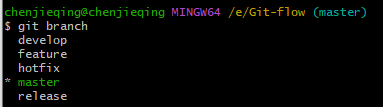 chenjieqing@chenjieqing MINGW64 /e/Git-flow (master)
$ git branch
develop
feature
hotfix
* master
release